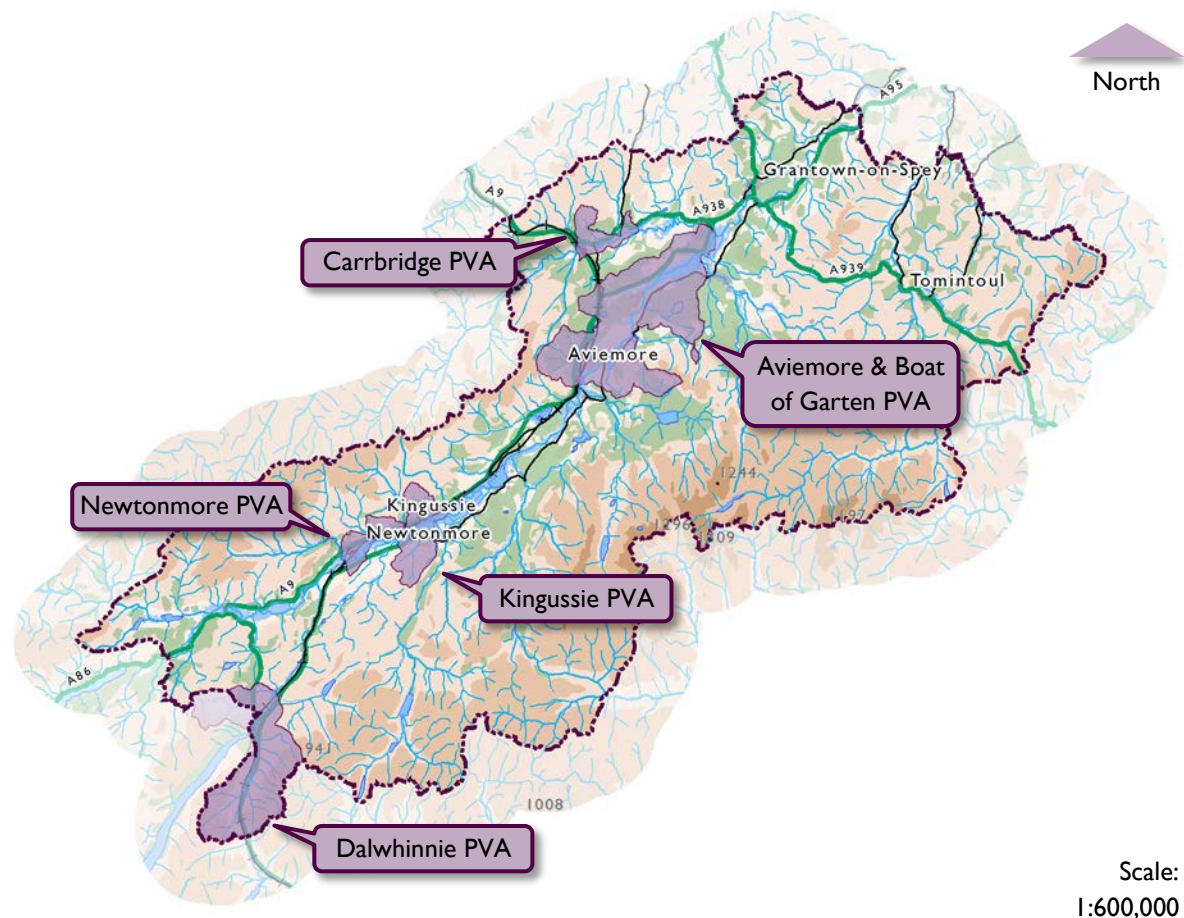 North
A95
Grantown-on-Spey
A9
A938
Carrbridge PVA
A939
Tomintoul
Aviemore
Aviemore & Boat
of Garten PVA
1244
Newtonmore PVA
Kingussie
Newtonmore
1296
1197
1309
A9
Kingussie PVA
A86
941
1008
Dalwhinnie PVA
Scale:
1:600,000